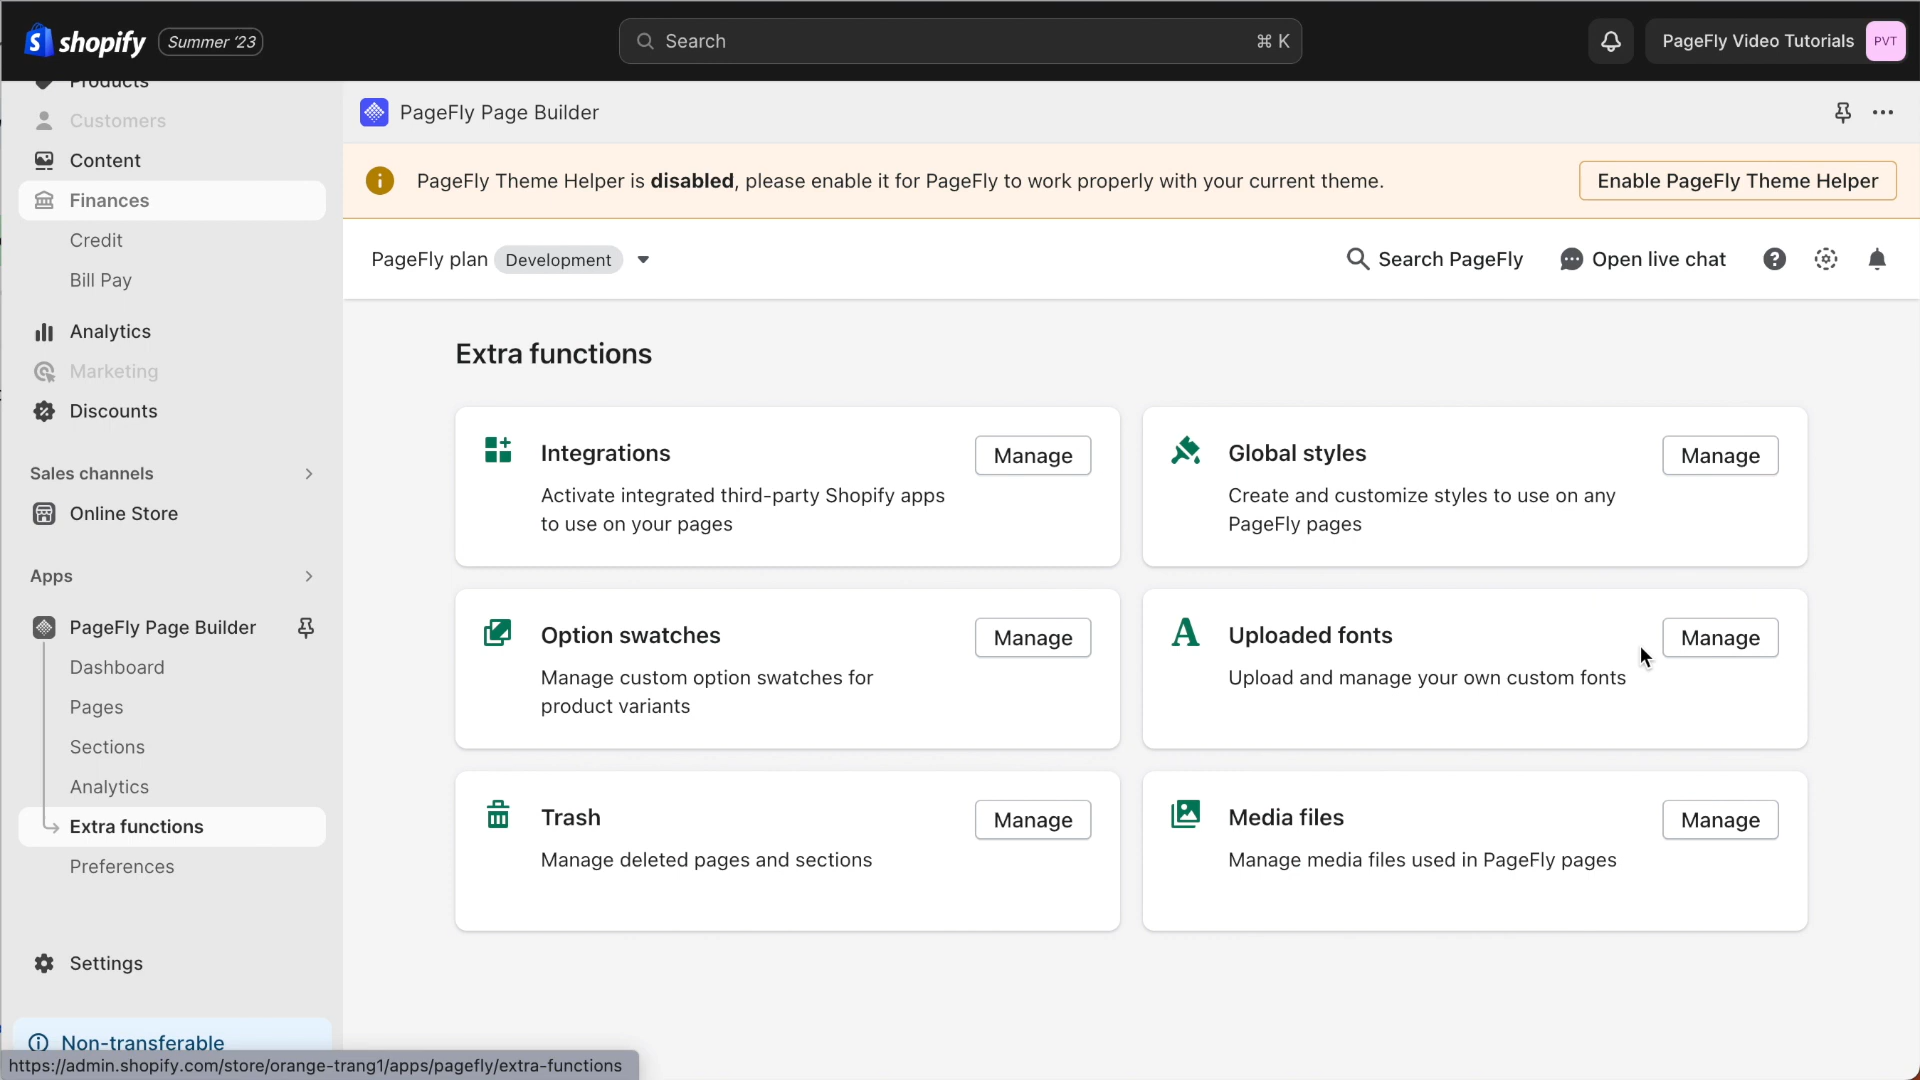 shopify Summer '23
Search
⌘ K
PageFly Video Tutorials
PVT
Products
Customers
Content
Finances
Credit
Bill Pay
Analytics
Marketing
Discounts
Sales channels
Online Store
Apps
PageFly Page Builder
Dashboard
Pages
Sections
Analytics
Extra functions
Preferences
Settings
Non-transferable
https://admin.shopify.com/store/orange-trang1/apps/pagefly/extra-functions
PageFly Page Builder
PageFly Theme Helper is disabled, please enable it for PageFly to work properly with your current theme.
Enable PageFly Theme Helper
PageFly plan
Development
Search PageFly
Open live chat
Extra functions
Integrations
Manage
Activate integrated third-party Shopify apps
to use on your pages
Global styles
Manage
Create and customize styles to use on any
PageFly pages
Option swatches
Manage
Manage custom option swatches for
product variants
Uploaded fonts
Manage
Upload and manage your own custom fonts
Trash
Manage
Manage deleted pages and sections
Media files
Manage
Manage media files used in PageFly pages